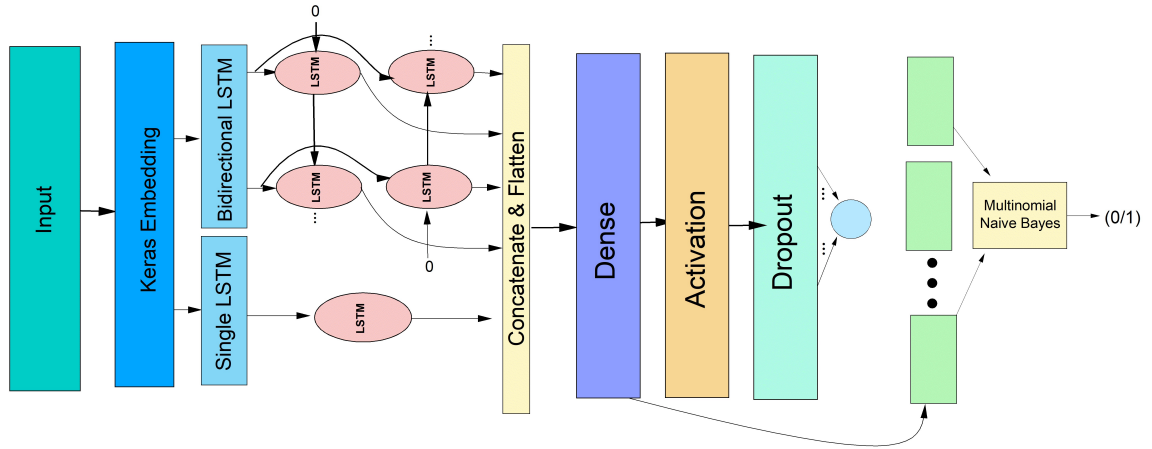 0
...
Input
Keras Embedding
Bidirectional LSTM
LSTM
LSTM
LSTM
LSTM
...
0
Single LSTM
LSTM
Concatenate & Flatten
Dense
Activation
Dropout
...
...
Multinomial
Naive Bayes
(0/1)